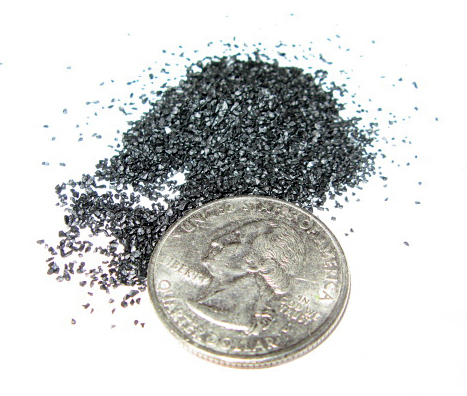 UNITED STATES OF AMERICA
LIBERTY
IN
GOD WE
TRUST
QUARTER DOLLAR